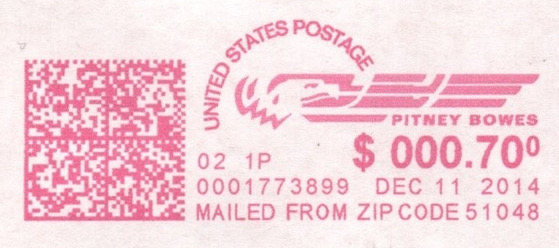 UNITED STATES POSTAGE
PITNEY BOWES
02 1P
$ 000.70⁰
0001773899 DEC 11 2014
MAILED FROM ZIP CODE 51048